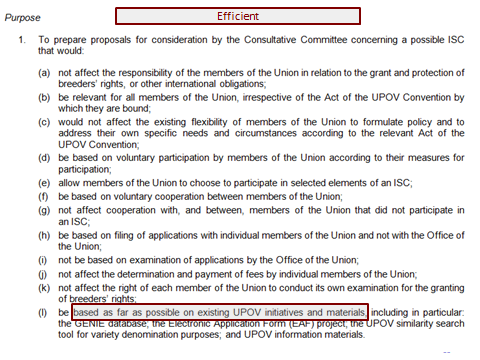 Purpose
Efficient
1. To prepare proposals for consideration by the Consultative Committee concerning a possible ISC
that would:
(a) not affect the responsibility of the members of the Union in relation to the grant and protection of
breeders' rights, or other international obligations;
(b) be relevant for all members of the Union, irrespective of the Act of the UPOV Convention by
which they are bound;
(c) would not affect the existing flexibility of members of the Union to formulate policy and to
address their own specific needs and circumstances according to the relevant Act of the
UPOV Convention;
(d) be based on voluntary participation by members of the Union according to their measures for
participation;
(e) allow members of the Union to choose to participate in selected elements of an ISC;
(f) be based on voluntary cooperation between members of the Union;
(g) not affect cooperation with, and between, members of the Union that did not participate in
an ISC;
(h) be based on filing of applications with individual members of the Union and not with the Office of
the Union;
(i) not be based on examination of applications by the Office of the Union;
(j) not affect the determination and payment of fees by individual members of the Union;
(k) not affect the right of each member of the Union to conduct its own examination for the granting
of breeders' rights;
(l) be based as far as possible on existing UPOV initiatives and materials, including in particular:
the GENIE database; the Electronic Application Form (EAF) project; the UPOV similarity search
tool for variety denomination purposes; and UPOV information materials.